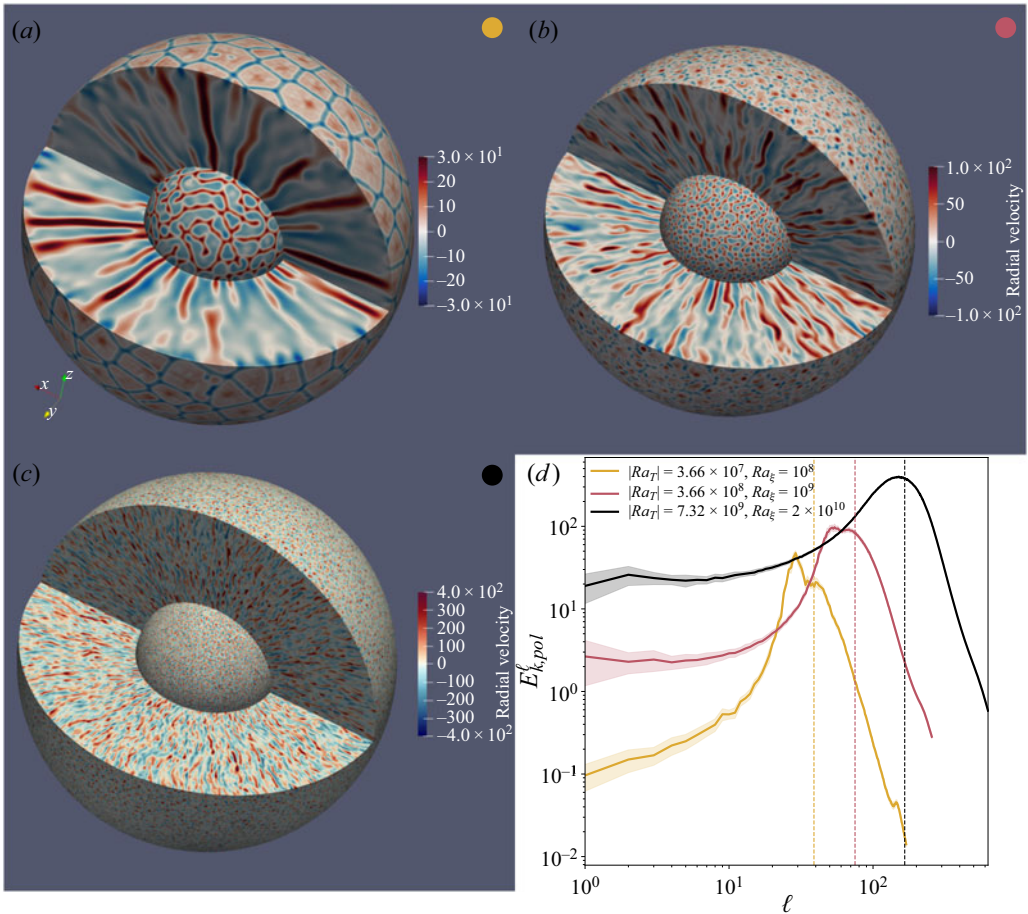 (a)
3.0 × 10¹
20
10
0
–10
–20
–3.0 × 10¹
x
z
y
(b)
1.0 × 10²
50
0
–50
–1.0 × 10²
Radial velocity
(c)
4.0 × 10²
300
200
100
0
–100
–200
–300
–4.0 × 10²
Radial velocity
(d)
|Ra_T| = 3.66 × 10⁷, Ra_ξ = 10⁸
|Ra_T| = 3.66 × 10⁸, Ra_ξ = 10⁹
|Ra_T| = 7.32 × 10⁹, Ra_ξ = 2 × 10¹⁰
10²
10¹
10⁰
10⁻¹
10⁻²
E^ℓ_{k,pol}
10⁰
10¹
10²
ℓ